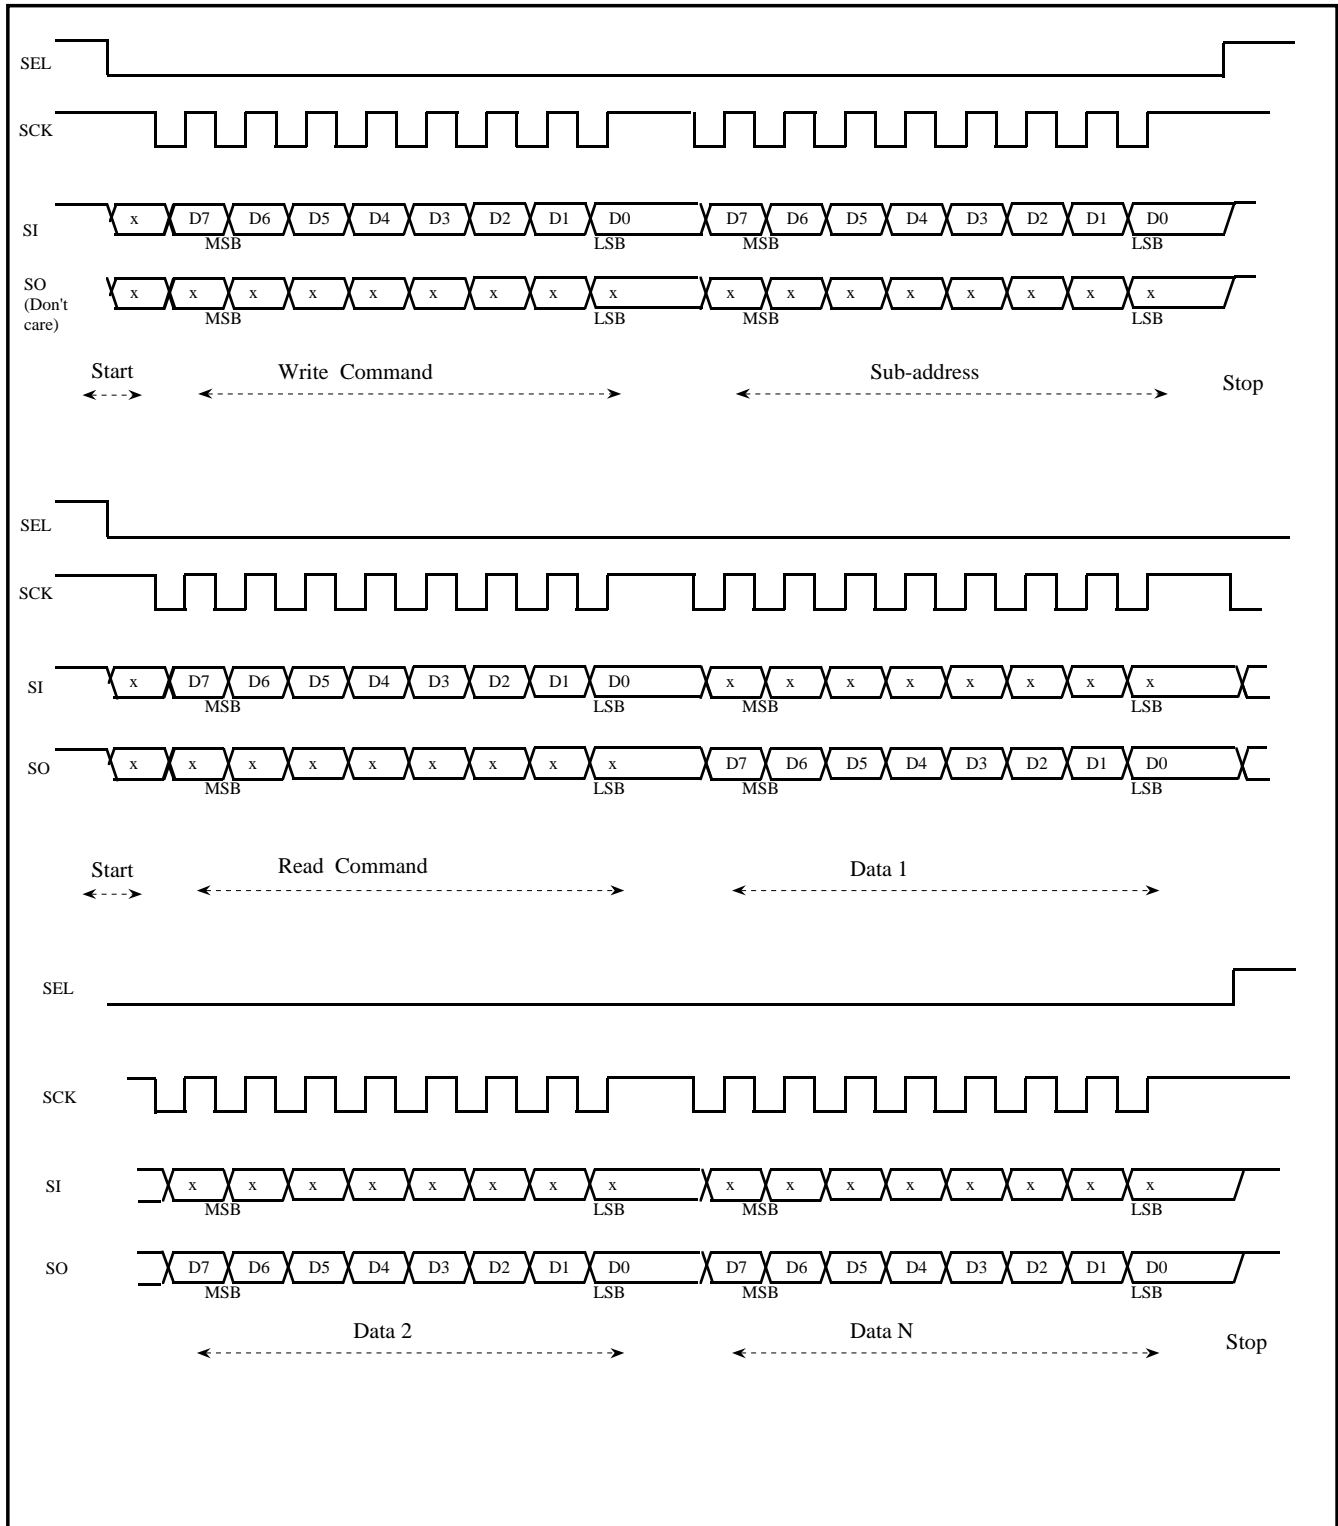 SEL
SCK
SI x D7 D6 D5 D4 D3 D2 D1 D0 D7 D6 D5 D4 D3 D2 D1 D0
MSB LSB MSB LSB
SO
(Don't
care)
x x x x x x x x x x x x x x x x x
MSB LSB MSB LSB
Start Write Command Sub-address Stop
SEL
SCK
SI x D7 D6 D5 D4 D3 D2 D1 D0 x x x x x x x x
MSB LSB MSB LSB
SO x x x x x x x x x D7 D6 D5 D4 D3 D2 D1 D0
MSB LSB MSB LSB
Start Read Command Data 1
SEL
SCK
SI x x x x x x x x x x x x x x x x
MSB LSB MSB LSB
SO D7 D6 D5 D4 D3 D2 D1 D0 D7 D6 D5 D4 D3 D2 D1 D0
MSB LSB MSB LSB
Data 2 Data N Stop